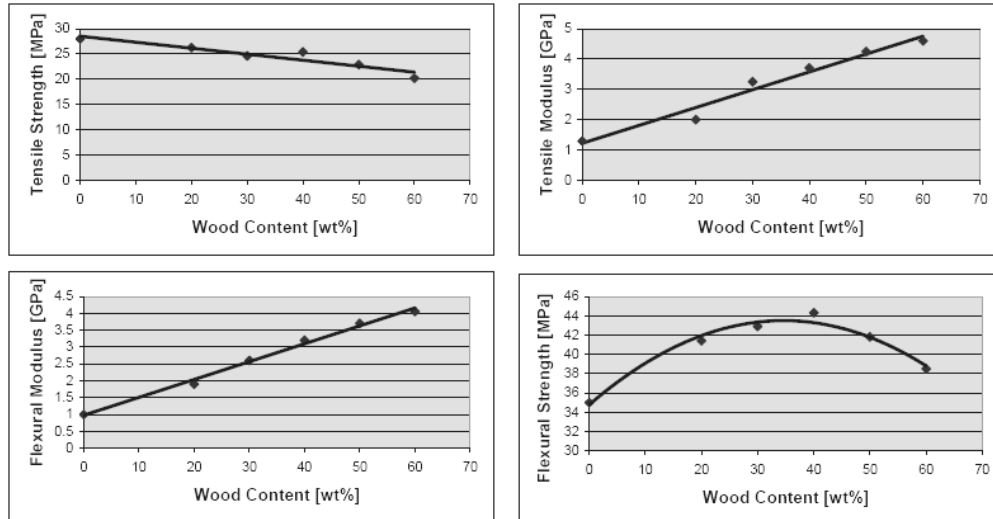 Tensile Strength [MPa]
30
25
20
15
10
5
0
0 10 20 30 40 50 60 70
Wood Content [wt%]
Tensile Modulus [GPa]
5
4
3
2
1
0
0 10 20 30 40 50 60 70
Wood Content [wt%]
Flexural Modulus [GPa]
4.5
4
3.5
3
2.5
2
1.5
1
0.5
0
0 10 20 30 40 50 60 70
Wood Content [wt%]
Flexural Strength [MPa]
46
44
42
40
38
36
34
32
30
0 10 20 30 40 50 60 70
Wood Content [wt%]